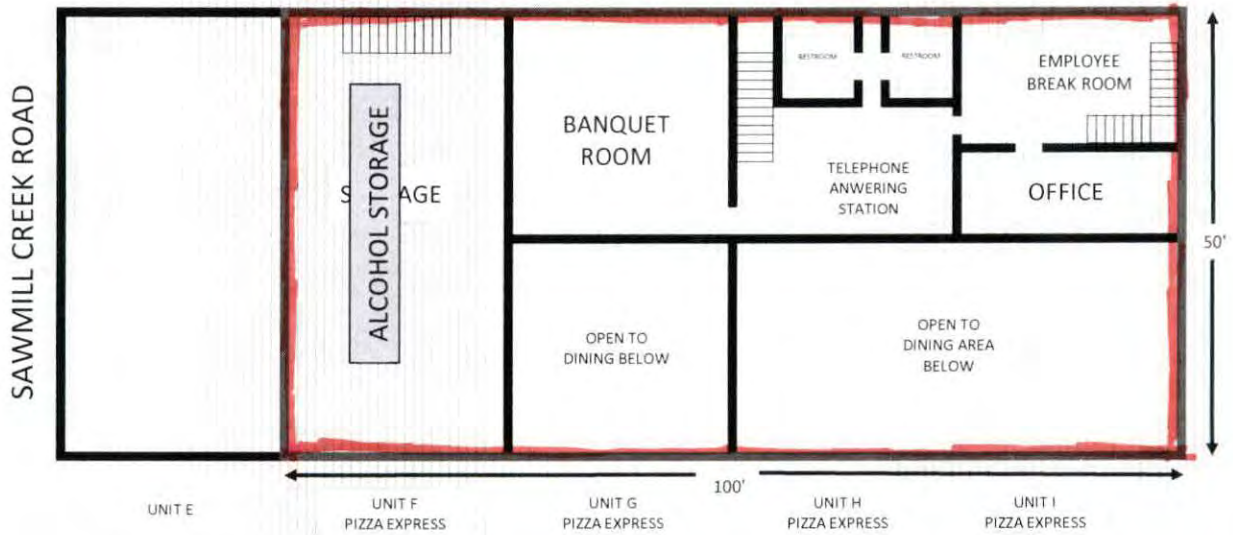 SAWMILL CREEK ROAD
RESTROOM
RESTROOM
EMPLOYEE
BREAK ROOM
BANQUET
ROOM
ALCOHOL STORAGE
TELEPHONE
ANWERING
STATION
OFFICE
50'
OPEN TO
DINING BELOW
OPEN TO
DINING AREA
BELOW
100'
UNIT E
UNIT F
PIZZA EXPRESS
UNIT G
PIZZA EXPRESS
UNIT H
PIZZA EXPRESS
UNIT I
PIZZA EXPRESS